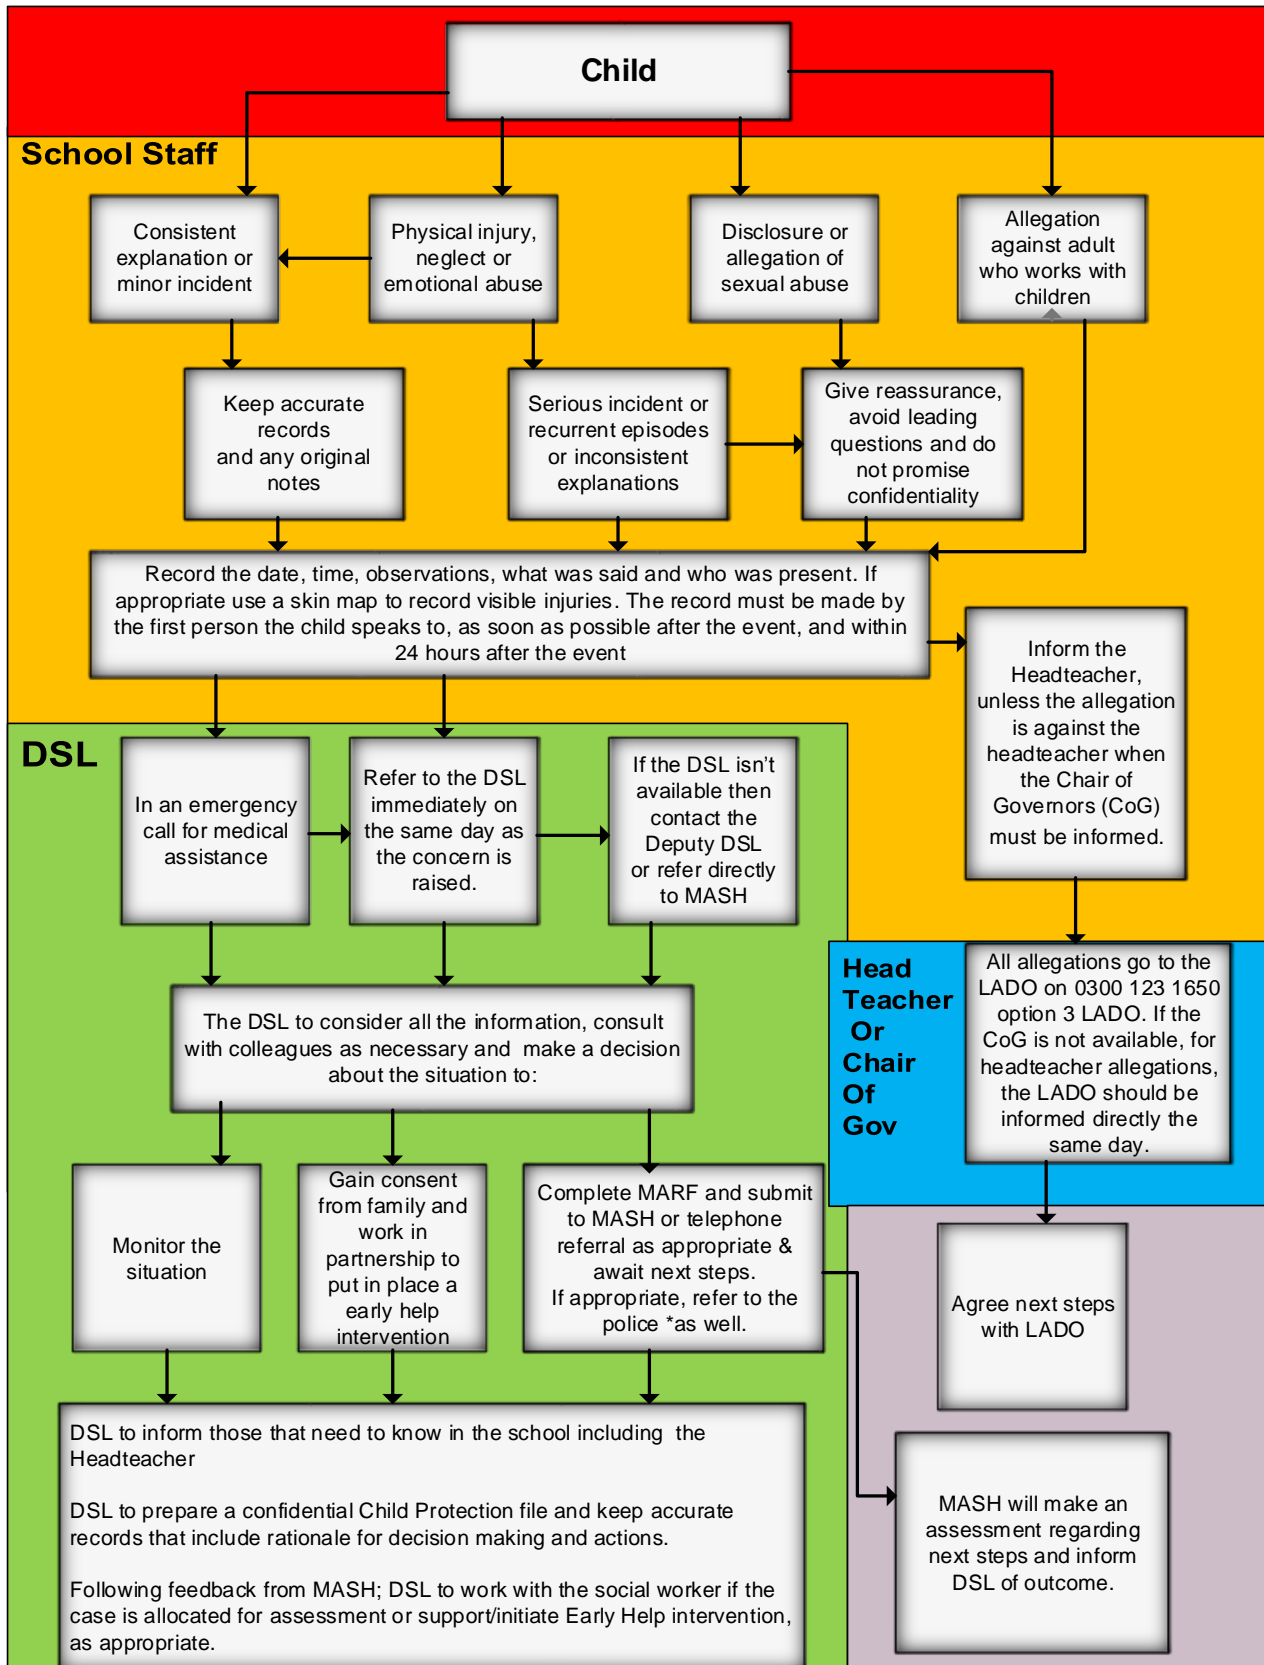 Child
School Staff
Consistent
explanation or
minor incident
Physical injury,
neglect or
emotional abuse
Disclosure or
allegation of
sexual abuse
Allegation
against adult
who works with
children
Keep accurate
records
and any original
notes
Serious incident or
recurrent episodes
or inconsistent
explanations
Give reassurance,
avoid leading
questions and do
not promise
confidentiality
Record the date, time, observations, what was said and who was present. If
appropriate use a skin map to record visible injuries. The record must be made by
the first person the child speaks to, as soon as possible after the event, and within
24 hours after the event
Inform the
Headteacher,
unless the allegation
is against the
headteacher when
the Chair of
Governors (CoG)
must be informed.
DSL
In an emergency
call for medical
assistance
Refer to the DSL
immediately on
the same day as
the concern is
raised.
If the DSL isn't
available then
contact the
Deputy DSL
or refer directly
to MASH
Head
Teacher
Or
Chair
Of
Gov
All allegations go to the
LADO on 0300 123 1650
option 3 LADO. If the
CoG is not available, for
headteacher allegations,
the LADO should be
informed directly the
same day.
The DSL to consider all the information, consult
with colleagues as necessary and make a decision
about the situation to:
Monitor the
situation
Gain consent
from family and
work in
partnership to
put in place a
early help
intervention
Complete MARF and submit
to MASH or telephone
referral as appropriate &
await next steps.
If appropriate, refer to the
police *as well.
Agree next steps
with LADO
DSL to inform those that need to know in the school including the
Headteacher
DSL to prepare a confidential Child Protection file and keep accurate
records that include rationale for decision making and actions.
Following feedback from MASH; DSL to work with the social worker if the
case is allocated for assessment or support/initiate Early Help intervention,
as appropriate.
MASH will make an
assessment regarding
next steps and inform
DSL of outcome.